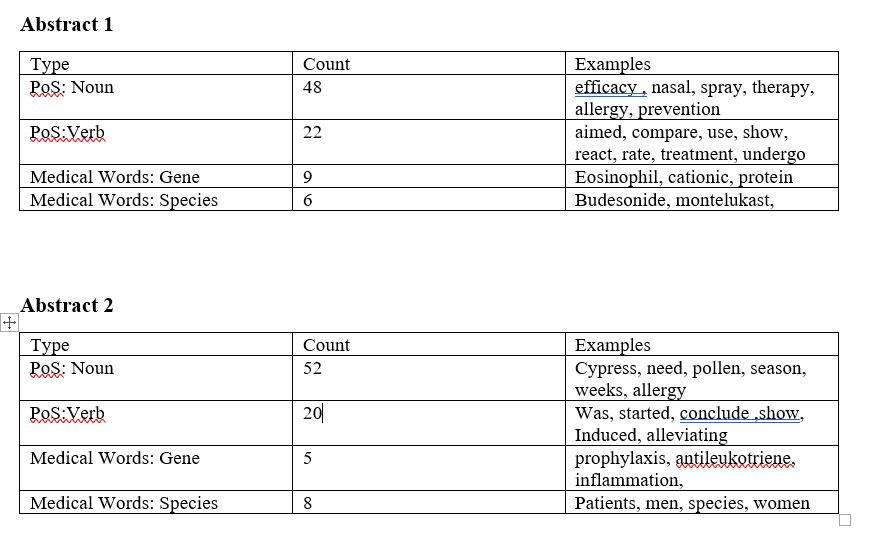 Abstract 1
Type Count Examples
PoS: Noun 48 efficacy , nasal, spray, therapy,
allergy, prevention
PoS:Verb 22 aimed, compare, use, show,
react, rate, treatment, undergo
Medical Words: Gene 9 Eosinophil, cationic, protein
Medical Words: Species 6 Budesonide, montelukast,
Abstract 2
Type Count Examples
PoS: Noun 52 Cypress, need, pollen, season,
weeks, allergy
PoS:Verb 20 Was, started, conclude ,show,
Induced, alleviating
Medical Words: Gene 5 prophylaxis, antileukotriene,
inflammation,
Medical Words: Species 8 Patients, men, species, women